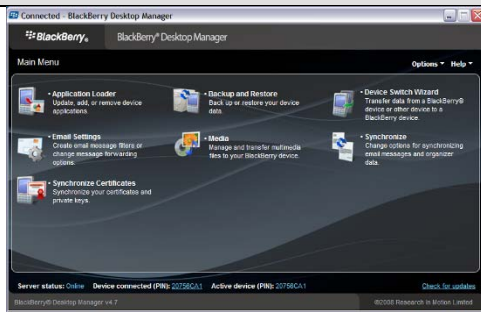 Connected - BlackBerry Desktop Manager
BlackBerry® BlackBerry® Desktop Manager
Main Menu Options Help
Application Loader
Update, add, or remove device
applications.
Backup and Restore
Back up or restore your device
data.
Device Switch Wizard
Transfer data from a BlackBerry®
device or other device to a
BlackBerry device.
Email Settings
Create email message filters or
change message forwarding
options.
Media
Manage and transfer multimedia
files to your BlackBerry device.
Synchronize
Change options for synchronizing
email messages and organizer
data.
Synchronize Certificates
Synchronize your certificates and
private keys.
Server status: Online Device connected (PIN): 20756CA1 Active device (PIN): 20756CA1 Check for updates
BlackBerry® Desktop Manager v4.7 ©2008 Research In Motion Limited